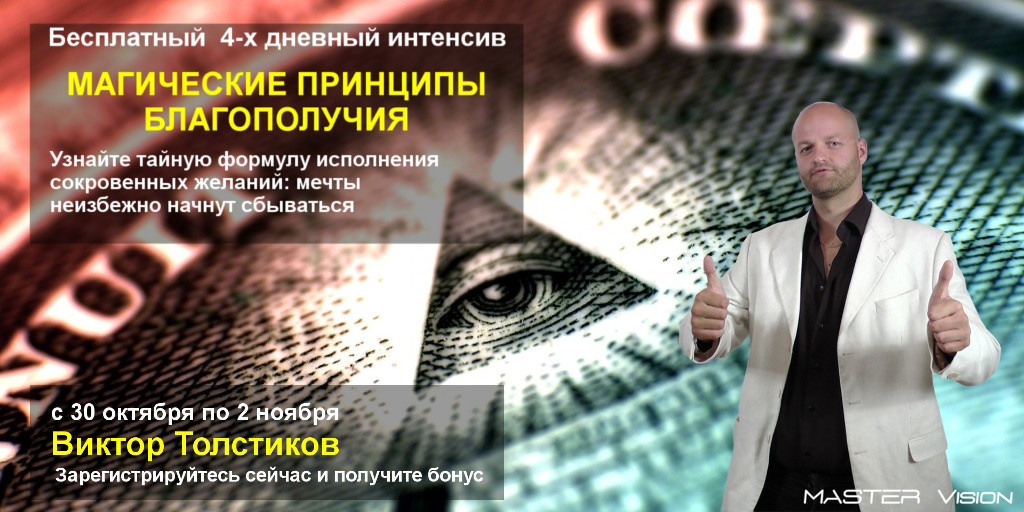 Бесплатный 4-х дневный интенсив
МАГИЧЕСКИЕ ПРИНЦИПЫ
БЛАГОПОЛУЧИЯ
Узнайте тайную формулу исполнения
сокровенных желаний: мечты
неизбежно начнут сбываться
с 30 октября по 2 ноября
Виктор Толстиков
Зарегистрируйтесь сейчас и получите бонус
MASTER VISION